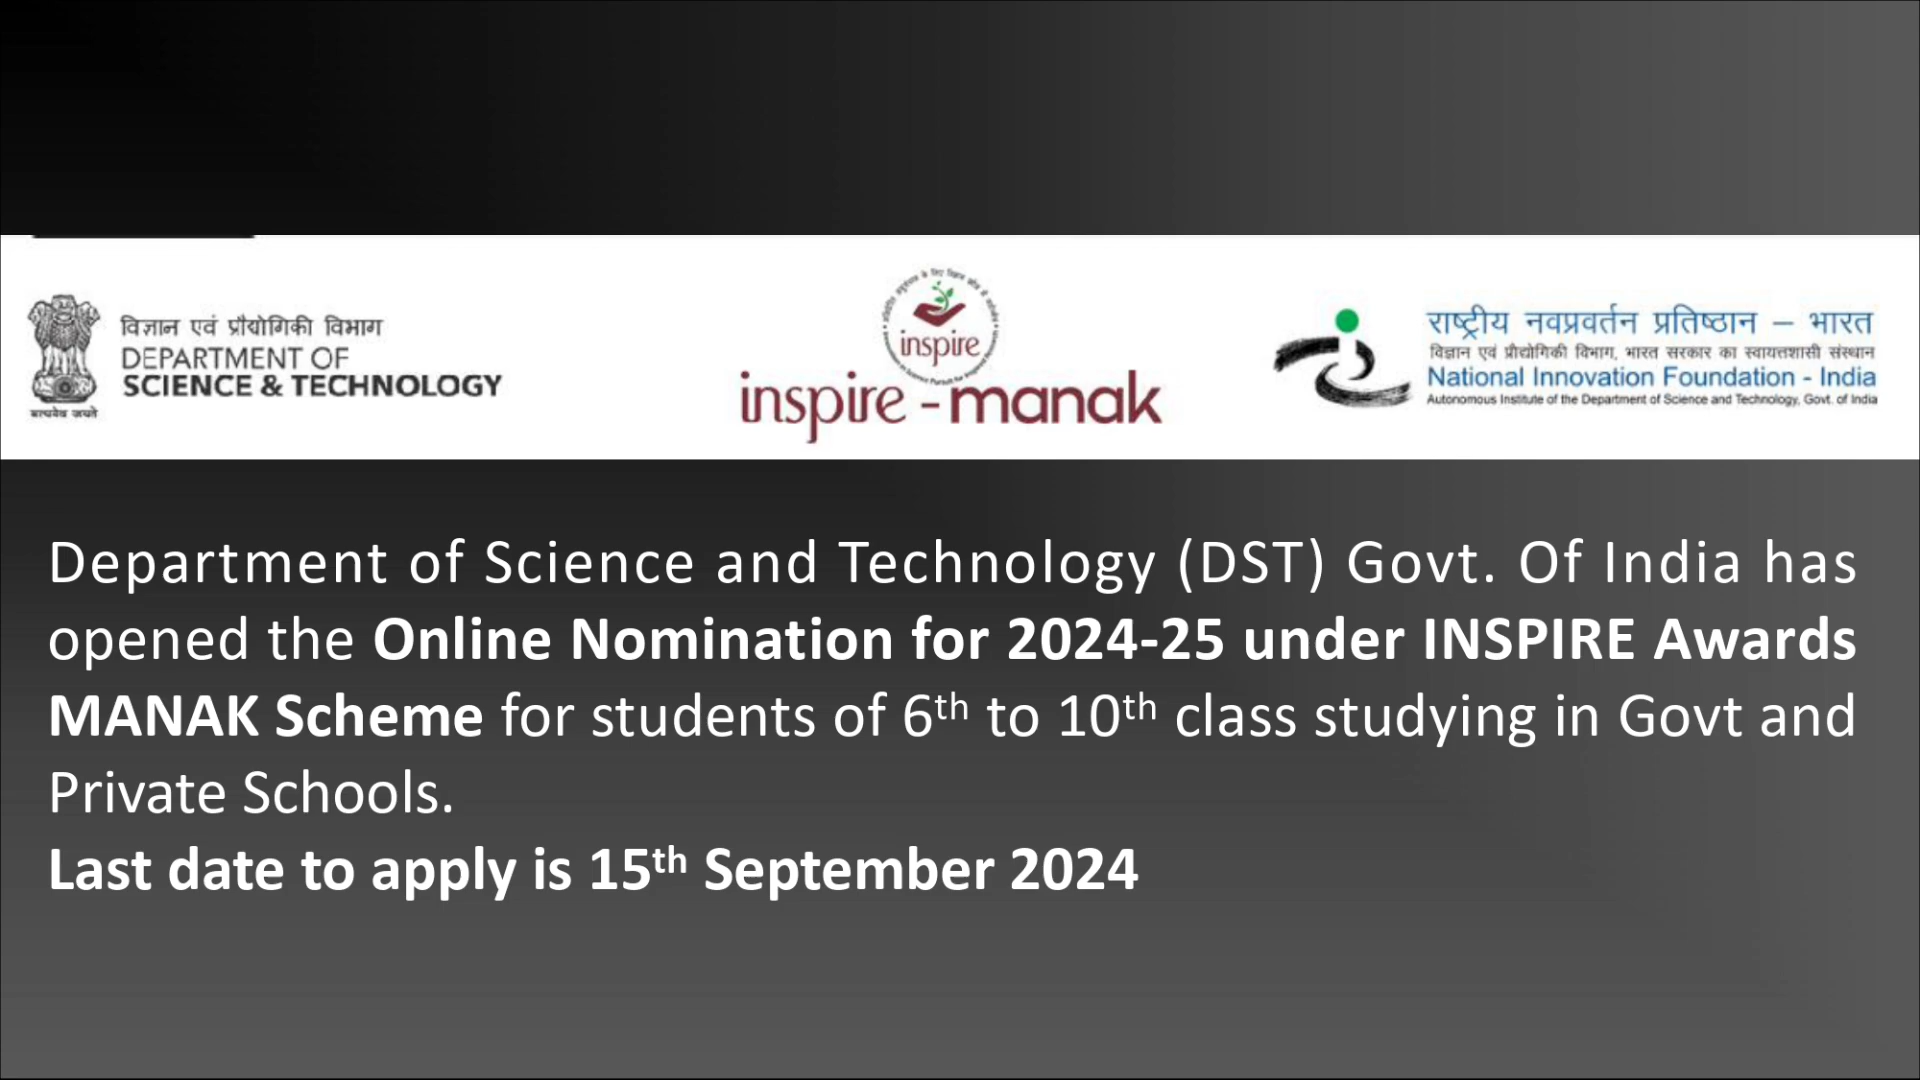 विज्ञान एवं प्रौद्योगिकी विभाग
DEPARTMENT OF
SCIENCE & TECHNOLOGY
सत्यमेव जयते
inspire
inspire - manak
राष्ट्रीय नवप्रवर्तन प्रतिष्ठान – भारत
विज्ञान एवं प्रौद्योगिकी विभाग, भारत सरकार का स्वायत्तशासी संस्थान
National Innovation Foundation - India
Autonomous Institute of the Department of Science and Technology, Govt. of India
Department of Science and Technology (DST) Govt. Of India has
opened the Online Nomination for 2024-25 under INSPIRE Awards
MANAK Scheme for students of 6th to 10th class studying in Govt and
Private Schools.
Last date to apply is 15th September 2024